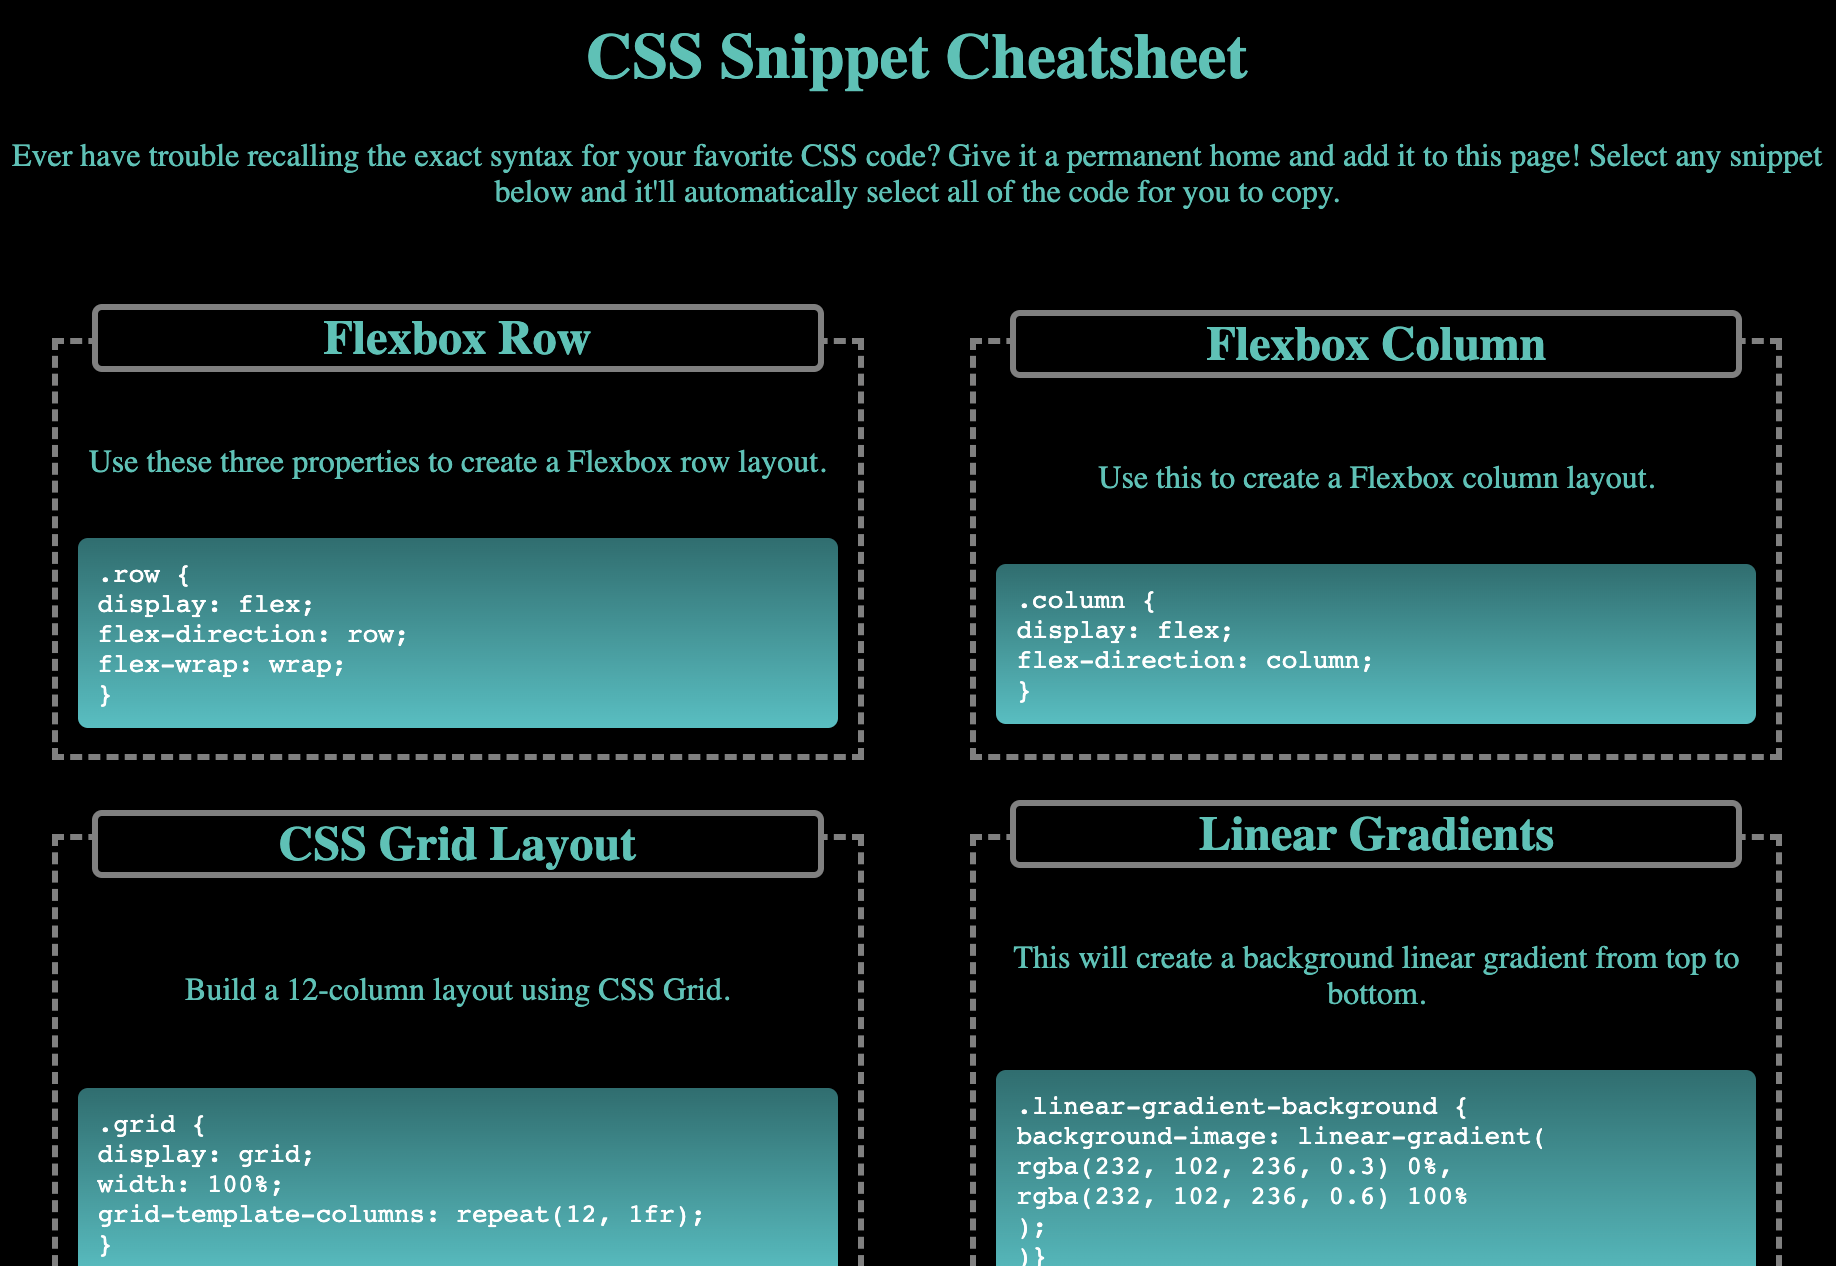 CSS Snippet Cheatsheet
Ever have trouble recalling the exact syntax for your favorite CSS code? Give it a permanent home and add it to this page! Select any snippet
below and it'll automatically select all of the code for you to copy.
Flexbox Row
Use these three properties to create a Flexbox row layout.
.row {
display: flex;
flex-direction: row;
flex-wrap: wrap;
}
Flexbox Column
Use this to create a Flexbox column layout.
.column {
display: flex;
flex-direction: column;
}
CSS Grid Layout
Build a 12-column layout using CSS Grid.
.grid {
display: grid;
width: 100%;
grid-template-columns: repeat(12, 1fr);
}
Linear Gradients
This will create a background linear gradient from top to
bottom.
.linear-gradient-background {
background-image: linear-gradient(
rgba(232, 102, 236, 0.3) 0%,
rgba(232, 102, 236, 0.6) 100%
);
)}